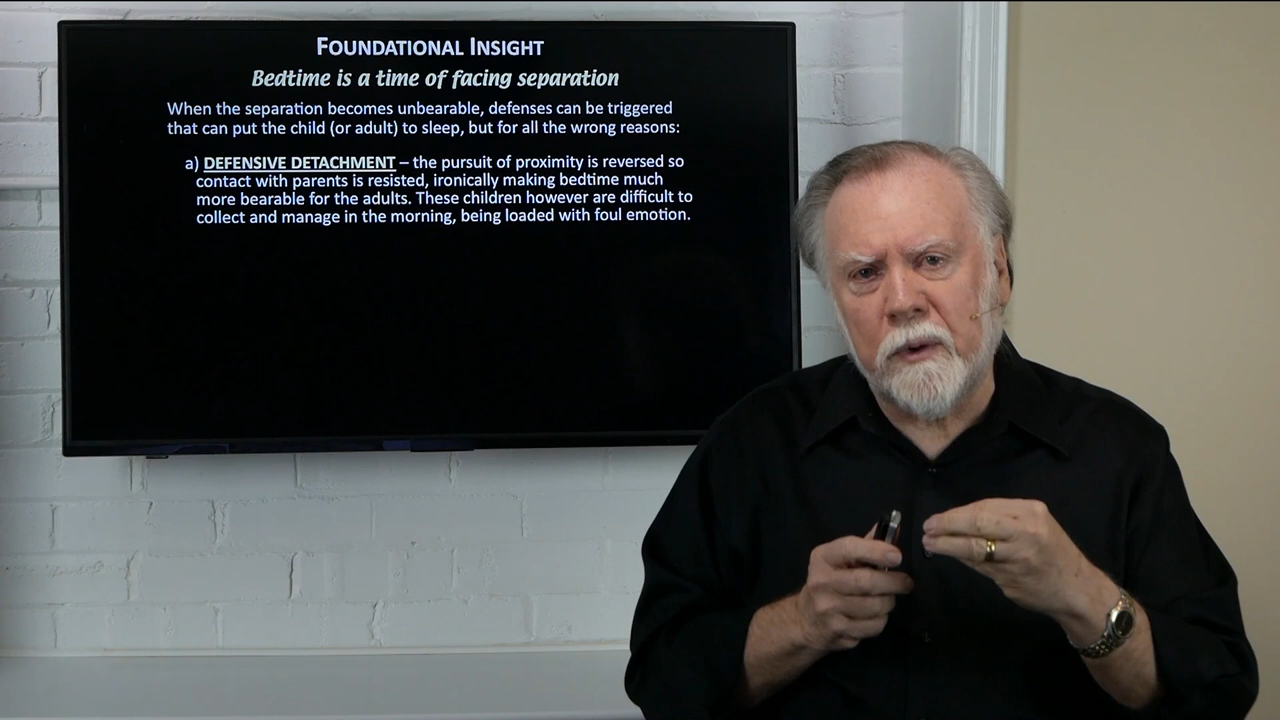 FOUNDATIONAL INSIGHT
Bedtime is a time of facing separation
When the separation becomes unbearable, defenses can be triggered
that can put the child (or adult) to sleep, but for all the wrong reasons:
a) DEFENSIVE DETACHMENT – the pursuit of proximity is reversed so
contact with parents is resisted, ironically making bedtime much
more bearable for the adults. These children however are difficult to
collect and manage in the morning, being loaded with foul emotion.